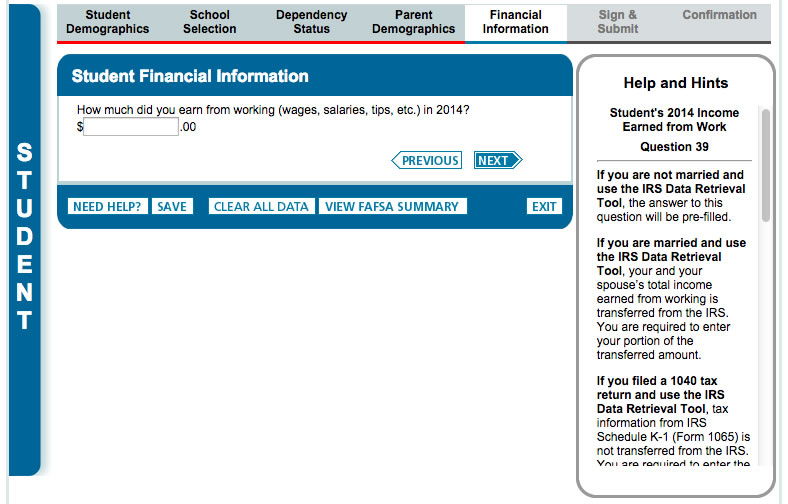 Student Demographics
School Selection
Dependency Status
Parent Demographics
Financial Information
Sign & Submit
Confirmation
STUDENT
Student Financial Information
How much did you earn from working (wages, salaries, tips, etc.) in 2014?
$ .00
PREVIOUS
NEXT
NEED HELP?
SAVE
CLEAR ALL DATA
VIEW FAFSA SUMMARY
EXIT
Help and Hints
Student's 2014 Income
Earned from Work
Question 39
If you are not married and
use the IRS Data Retrieval
Tool, the answer to this
question will be pre-filled.
If you are married and use
the IRS Data Retrieval
Tool, your and your
spouse's total income
earned from working is
transferred from the IRS.
You are required to enter
your portion of the
transferred amount.
If you filed a 1040 tax
return and use the IRS
Data Retrieval Tool, tax
information from IRS
Schedule K-1 (Form 1065) is
not transferred from the IRS.
You are required to enter the